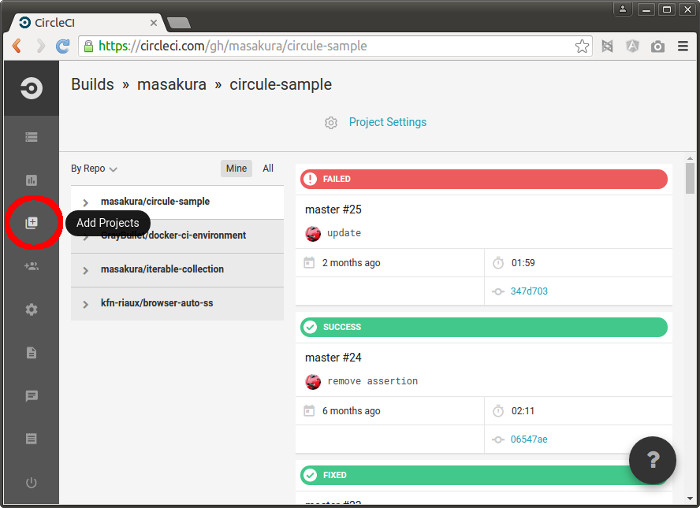 CircleCI
https://circleci.com/gh/masakura/circule-sample
Builds » masakura » circule-sample
Project Settings
By Repo
Mine
All
masakura/circule-sample
Add Projects
GrayBullet/docker-ci-environment
masakura/iterable-collection
kfn-riaux/browser-auto-ss
FAILED
master #25
update
2 months ago
01:59
347d703
SUCCESS
master #24
remove assertion
6 months ago
02:11
06547ae
?
FIXED